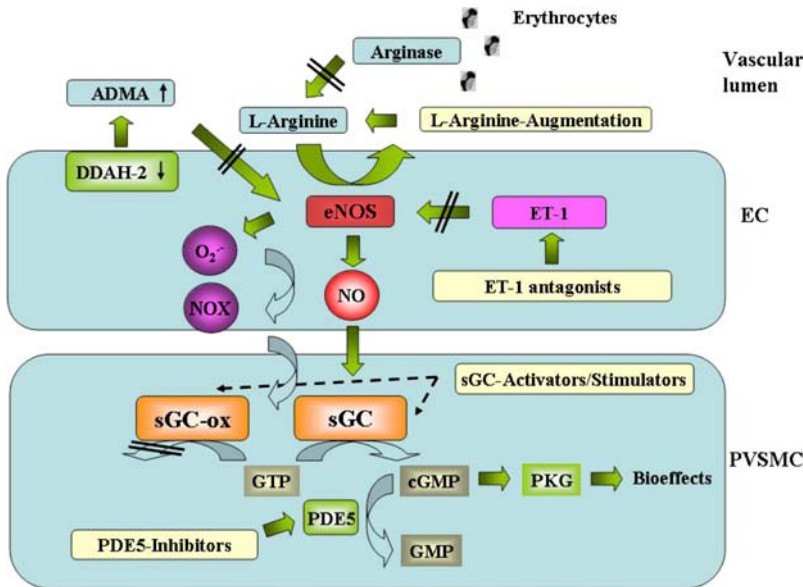 Erythrocytes
Arginase
Vascular
lumen
ADMA ↑
L-Arginine
L-Arginine-Augmentation
DDAH-2 ↓
eNOS
ET-1
EC
O₂·⁻
NOX
NO
ET-1 antagonists
sGC-Activators/Stimulators
sGC-ox
sGC
PVSMC
GTP
cGMP
PKG
Bioeffects
PDE5
PDE5-Inhibitors
GMP